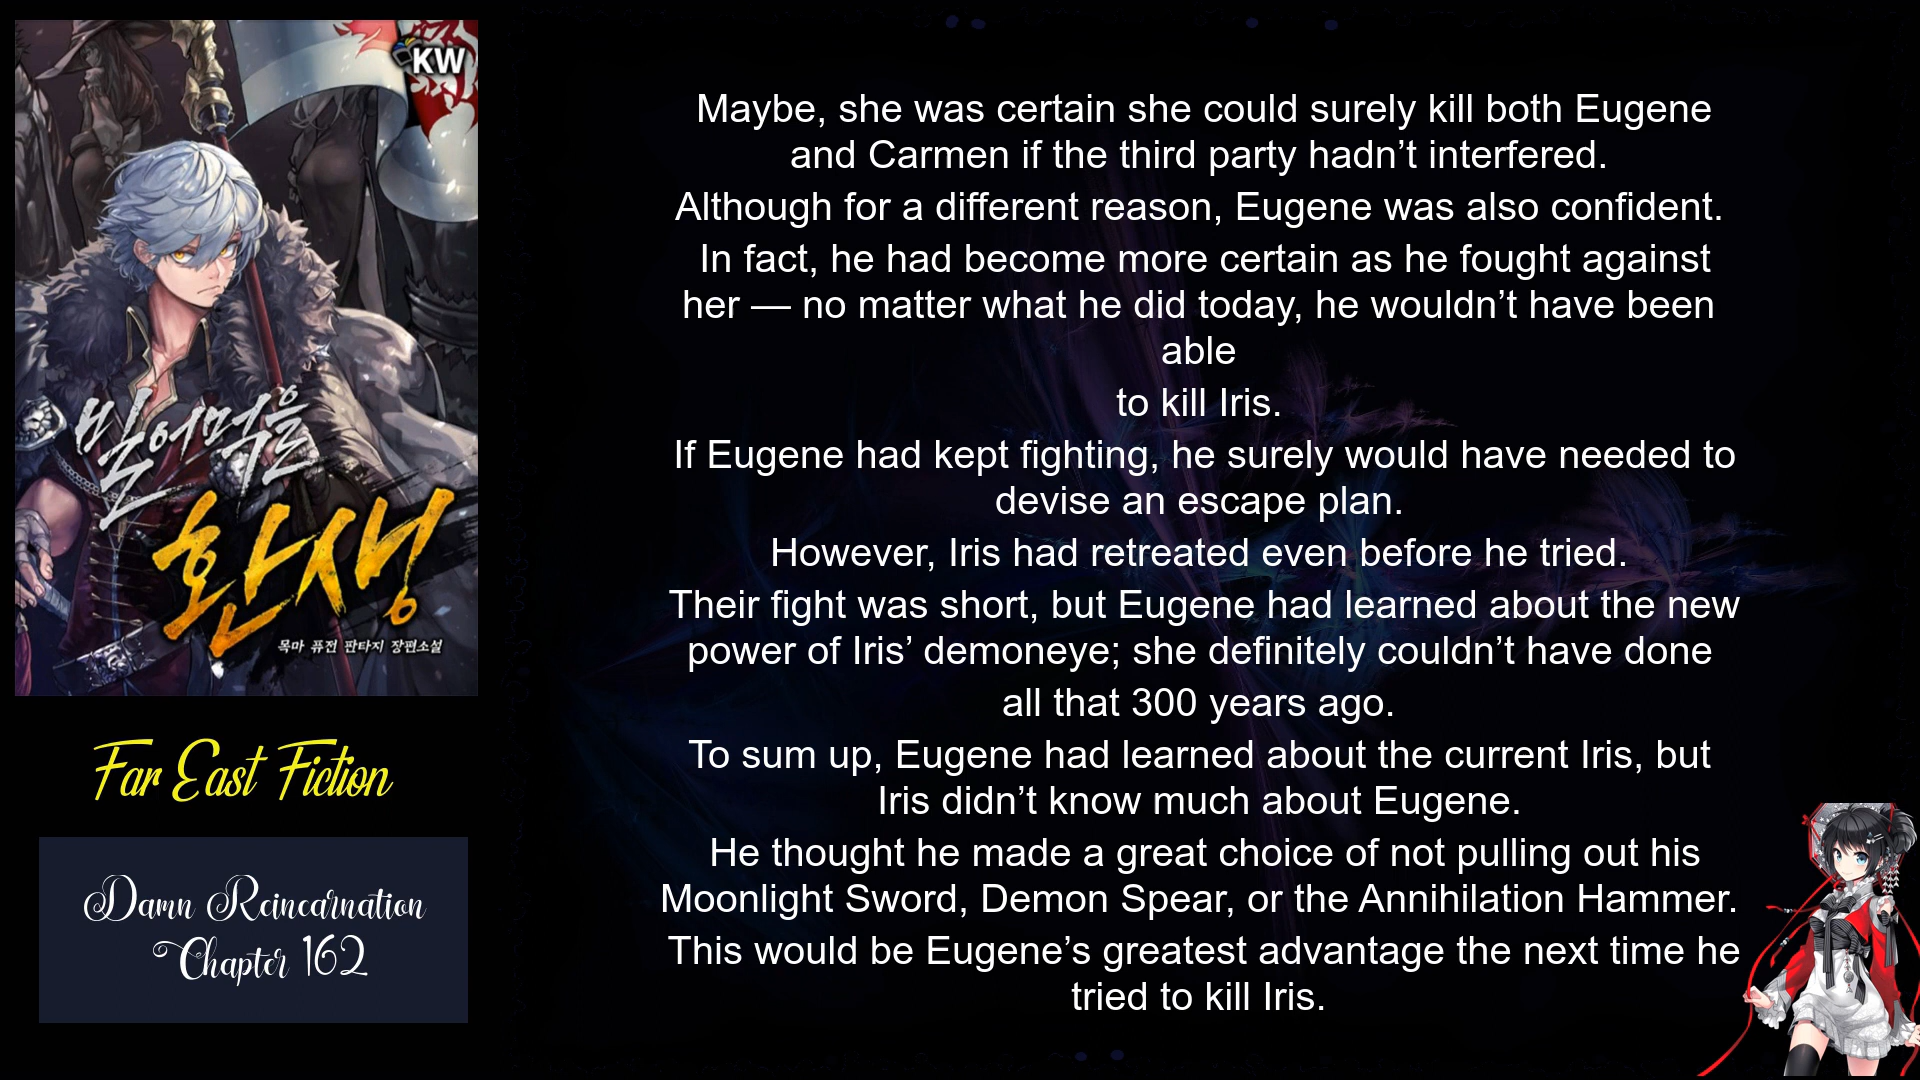 KW
빌어먹을
환생
목마 퓨전 판타지 장편소설
Far East Fiction
Damn Reincarnation
Chapter 162
Maybe, she was certain she could surely kill both Eugene
and Carmen if the third party hadn’t interfered.
Although for a different reason, Eugene was also confident.
In fact, he had become more certain as he fought against
her — no matter what he did today, he wouldn’t have been
able
to kill Iris.
If Eugene had kept fighting, he surely would have needed to
devise an escape plan.
However, Iris had retreated even before he tried.
Their fight was short, but Eugene had learned about the new
power of Iris’ demoneye; she definitely couldn’t have done
all that 300 years ago.
To sum up, Eugene had learned about the current Iris, but
Iris didn’t know much about Eugene.
He thought he made a great choice of not pulling out his
Moonlight Sword, Demon Spear, or the Annihilation Hammer.
This would be Eugene’s greatest advantage the next time he
tried to kill Iris.